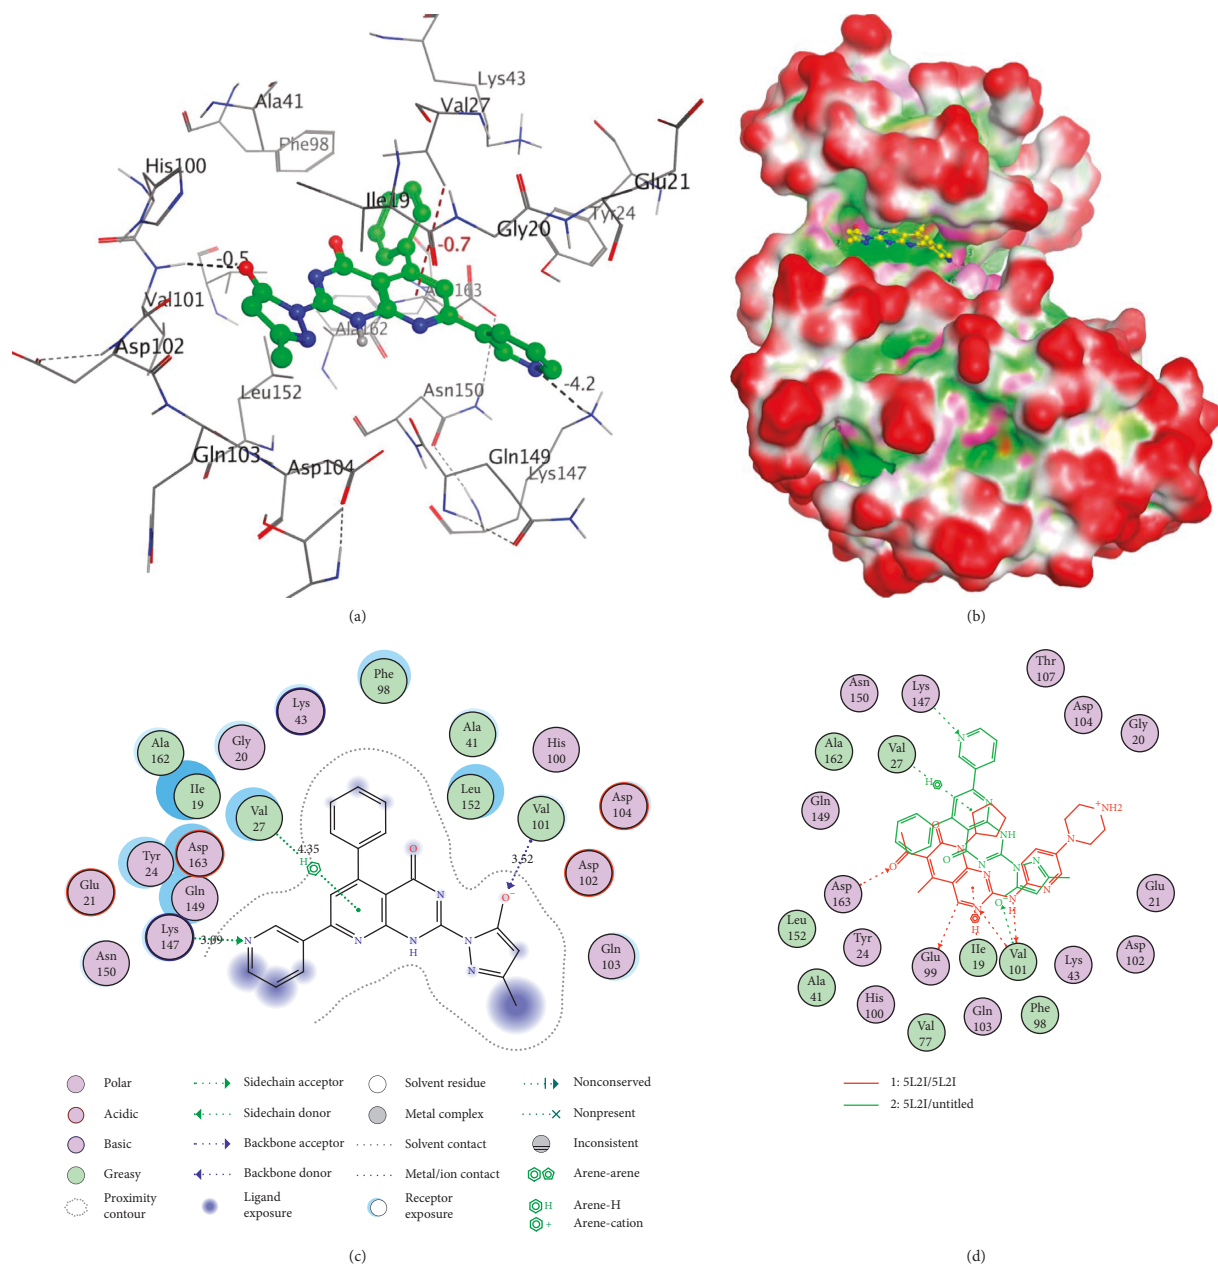 Lys43
Ala41
Val27
Phe98
His100
Glu21
Ile19
Tyr24
Gly20
-0.7
-0.5
163
Val101
Ala162
Asp102
-4.2
Asn150
Leu152
Gln103
Gln149
Asp104
Lys147
(a)
(b)
Phe
98
Lys
43
Ala
41
Gly
20
His
100
Ala
162
Ile
19
Leu
152
Val
27
Val
101
Asp
104
Asp
163
4.35
H
Tyr
24
3.52
Asp
102
Glu
21
Gln
149
Lys
147
3.09
Asn
150
Gln
103
O
N
O⁻
N
N
N
N
N
H
Polar
Acidic
Basic
Greasy
Proximity
contour
Sidechain acceptor
Sidechain donor
Backbone acceptor
Backbone donor
Ligand
exposure
Solvent residue
Metal complex
Solvent contact
Metal/ion contact
Receptor
exposure
Nonconserved
Nonpresent
Inconsistent
Arene-arene
H Arene-H
+ Arene-cation
(c)
Thr
107
Asn
150
Lys
147
Asp
104
Gly
20
Ala
162
Val
27
H
N
Gln
149
N
NH2
+
N
NH
O
O
N
N
Asp
163
Glu
21
Leu
152
Tyr
24
Glu
99
H
Ile
19
Val
101
Lys
43
Asp
102
Ala
41
His
100
Val
77
Gln
103
Phe
98
1: 5L2I/5L2I
2: 5L2I/untitled
(d)